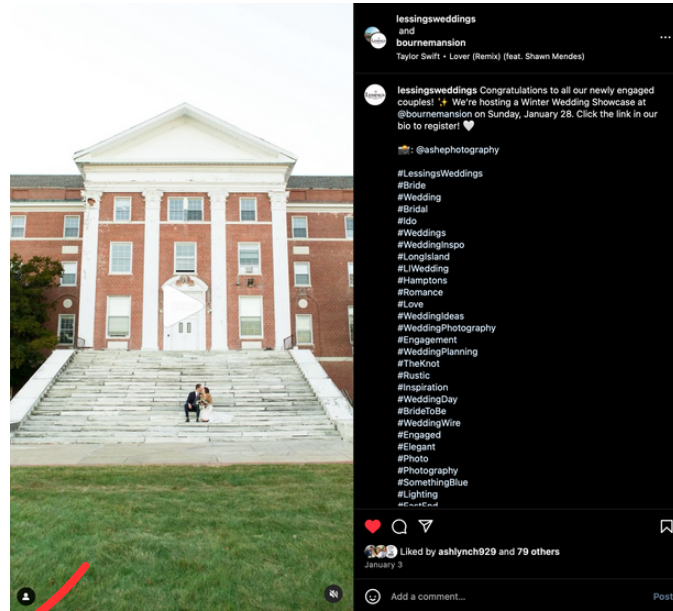 lessingsweddings
and
bournemansion
Taylor Swift • Lover (Remix) (feat. Shawn Mendes)
lessingsweddings Congratulations to all our newly engaged
couples! ✨ We're hosting a Winter Wedding Showcase at
@bournemansion on Sunday, January 28. Click the link in our
bio to register! 🤍
📸: @ashephotography
#LessingsWeddings
#Bride
#Wedding
#Bridal
#Ido
#Weddings
#WeddingInspo
#LongIsland
#LIWedding
#Hamptons
#Romance
#Love
#WeddingIdeas
#WeddingPhotography
#Engagement
#WeddingPlanning
#TheKnot
#Rustic
#Inspiration
#WeddingDay
#BrideToBe
#WeddingWire
#Engaged
#Elegant
#Photo
#Photography
#SomethingBlue
#Lighting
#EastEnd
Liked by ashlynch929 and 79 others
January 3
Add a comment...
Post